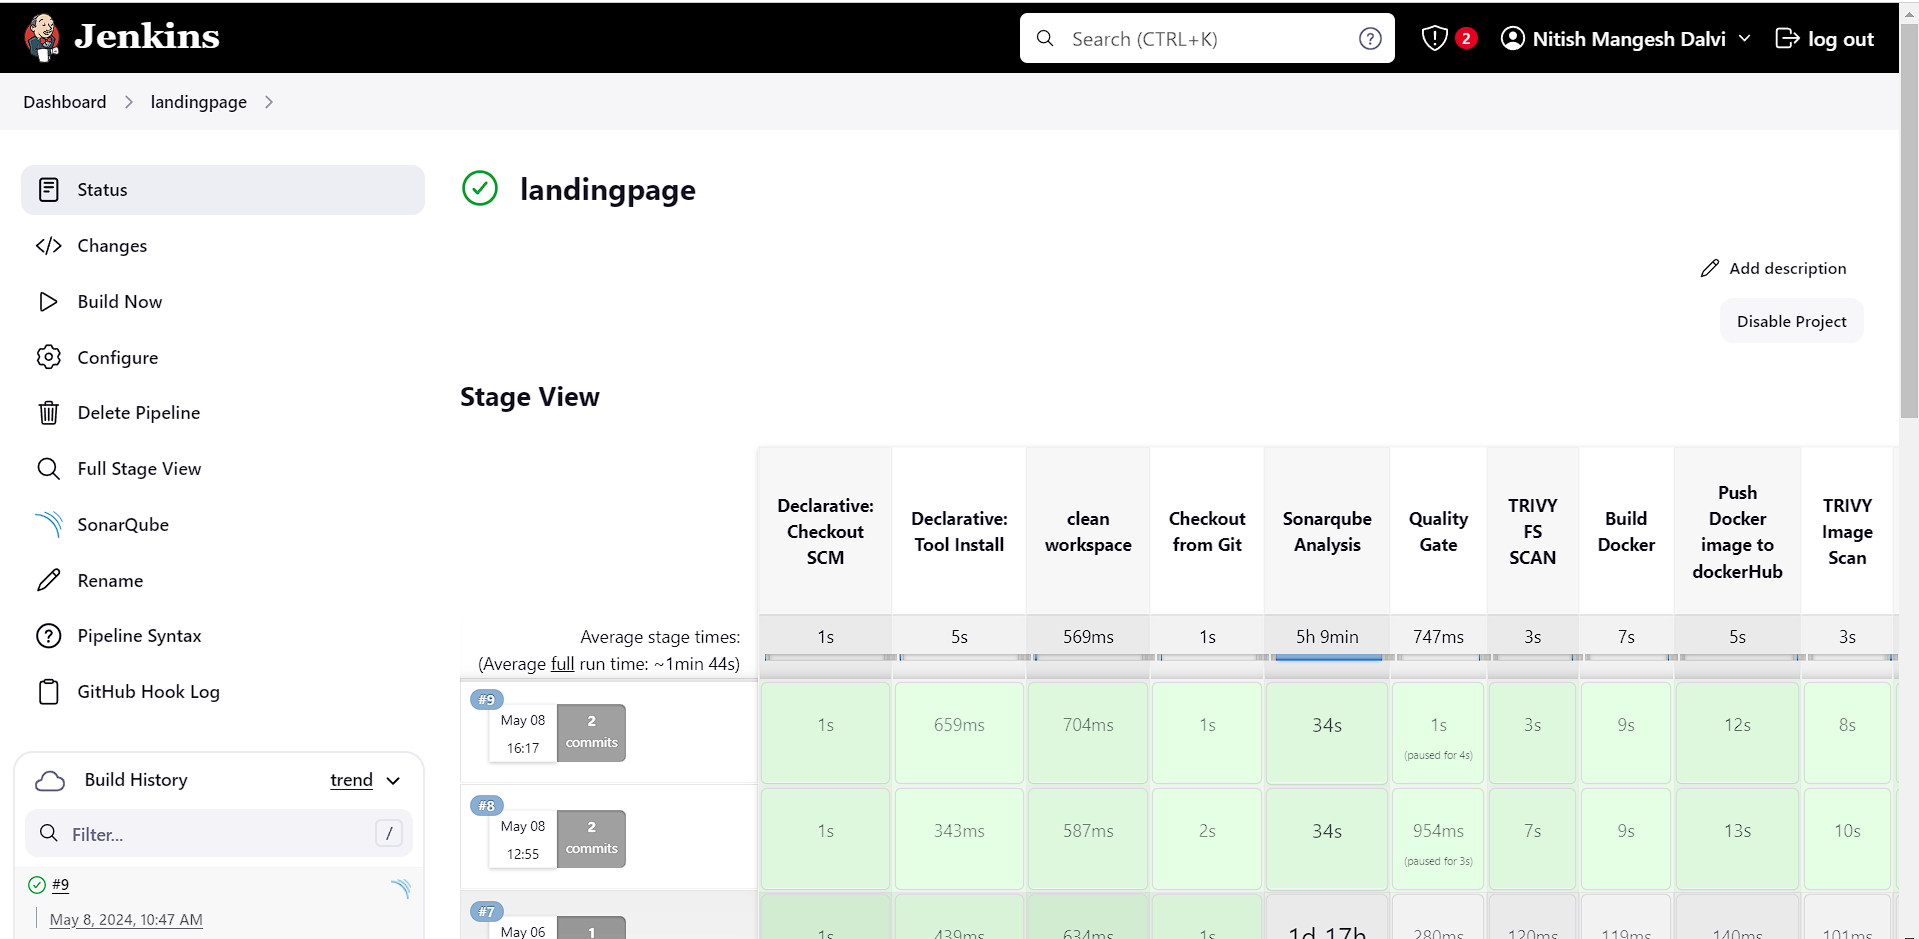 Jenkins
Search (CTRL+K)
2
Nitish Mangesh Dalvi
log out
Dashboard
landingpage
Status
Changes
Build Now
Configure
Delete Pipeline
Full Stage View
SonarQube
Rename
Pipeline Syntax
GitHub Hook Log
Build History
trend
Filter...
/
#9
May 8, 2024, 10:47 AM
landingpage
Add description
Disable Project
Stage View
Declarative:
Checkout
SCM
Declarative:
Tool Install
clean
workspace
Checkout
from Git
Sonarqube
Analysis
Quality
Gate
TRIVY
FS
SCAN
Build
Docker
Push
Docker
image to
dockerHub
TRIVY
Image
Scan
Average stage times:
(Average full run time: ~1min 44s)
1s
5s
569ms
1s
5h 9min
747ms
3s
7s
5s
3s
#9
May 08
16:17
2
commits
1s
659ms
704ms
1s
34s
1s
(paused for 4s)
3s
9s
12s
8s
#8
May 08
12:55
2
commits
1s
343ms
587ms
2s
34s
954ms
(paused for 3s)
7s
9s
13s
10s
#7
May 06
1
1s
439ms
634ms
1s
1d 17h
280ms
120ms
119ms
140ms
101ms